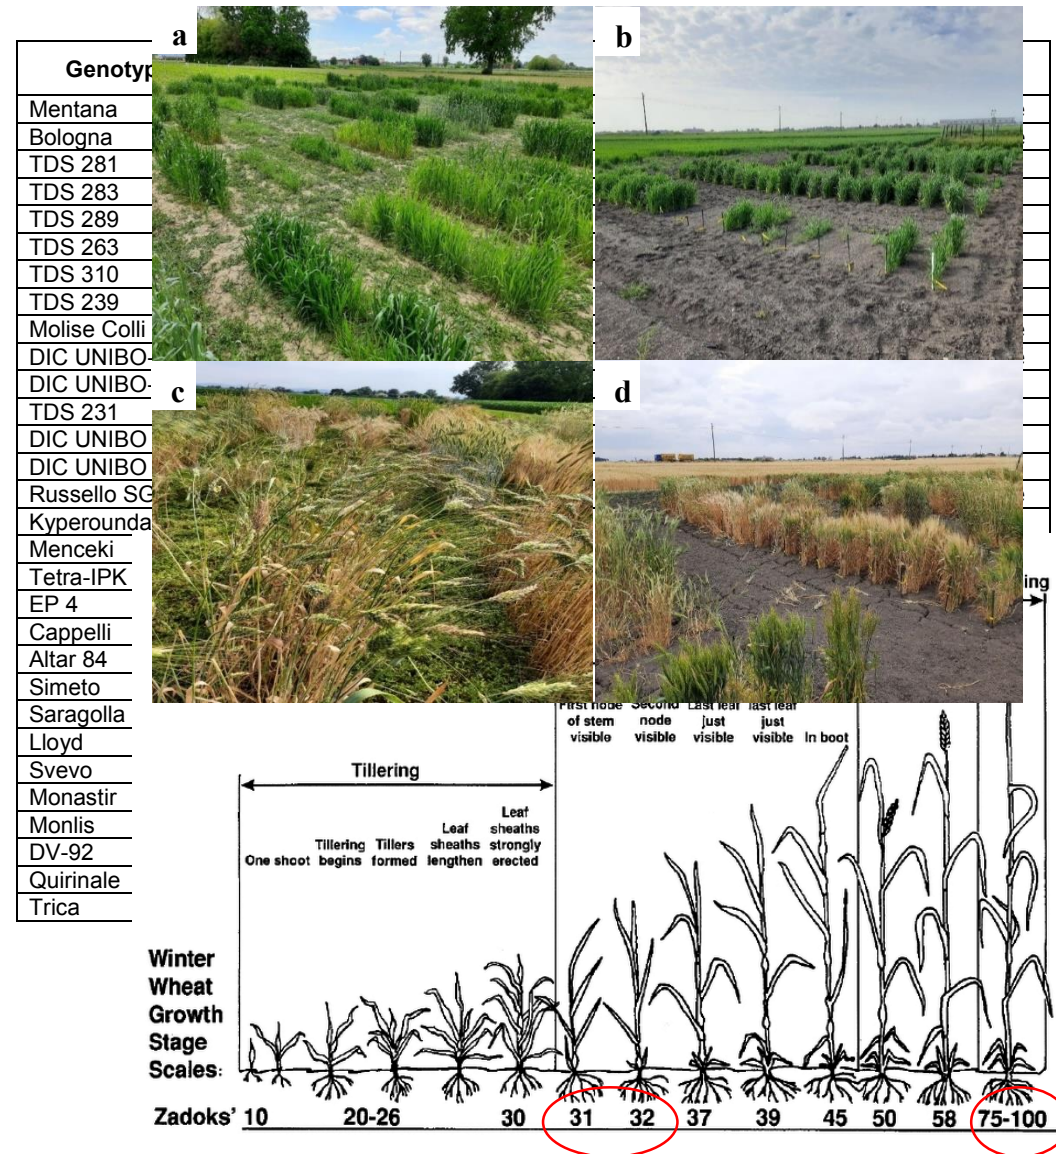 a
b
Genotyp
Mentana
Bologna
TDS 281
TDS 283
TDS 289
TDS 263
TDS 310
TDS 239
Molise Colli
DIC UNIBO-
DIC UNIBO-
TDS 231
DIC UNIBO
DIC UNIBO
Russello SG
Kyperounda
Menceki
Tetra-IPK
EP 4
Cappelli
Altar 84
Simeto
Saragolla
Lloyd
Svevo
Monastir
Monlis
DV-92
Quirinale
Trica
c
d
ing
First node
of stem
visible
Second
node
visible
Last leaf
just
visible
last leaf
just
visible
In boot
Tillering
One shoot
Tillering
begins
Tillers
formed
Leaf
sheaths
lengthen
Leaf
sheaths
strongly
erected
Winter
Wheat
Growth
Stage
Scales:
Zadoks' 10 20-26 30 31 32 37 39 45 50 58 75-100